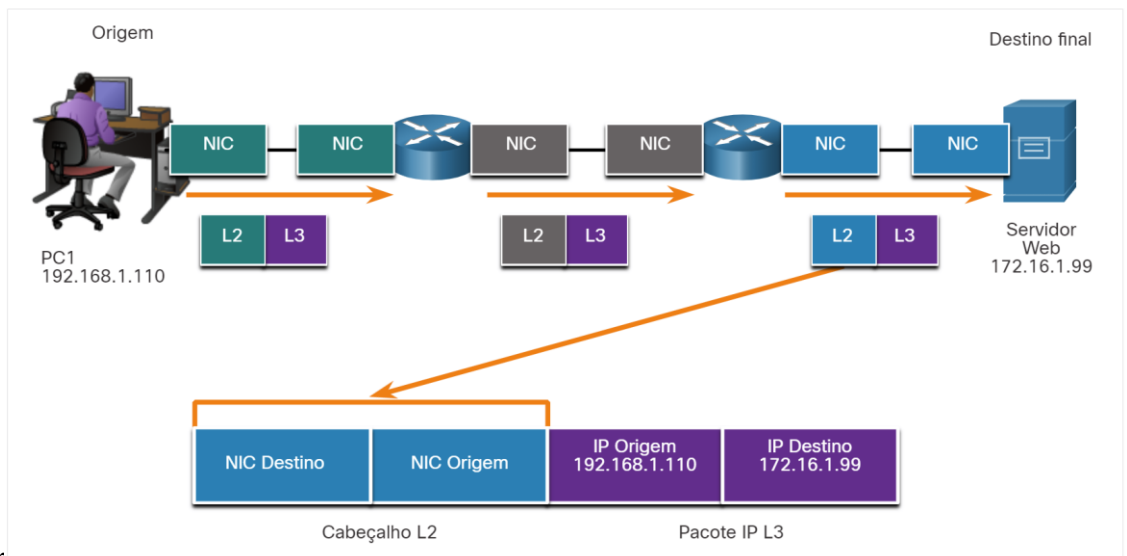 Origem
Destino final
NIC
NIC
NIC
NIC
NIC
NIC
L2
L3
L2
L3
L2
L3
PC1
192.168.1.110
Servidor
Web
172.16.1.99
NIC Destino
NIC Origem
IP Origem
192.168.1.110
IP Destino
172.16.1.99
Cabeçalho L2
Pacote IP L3